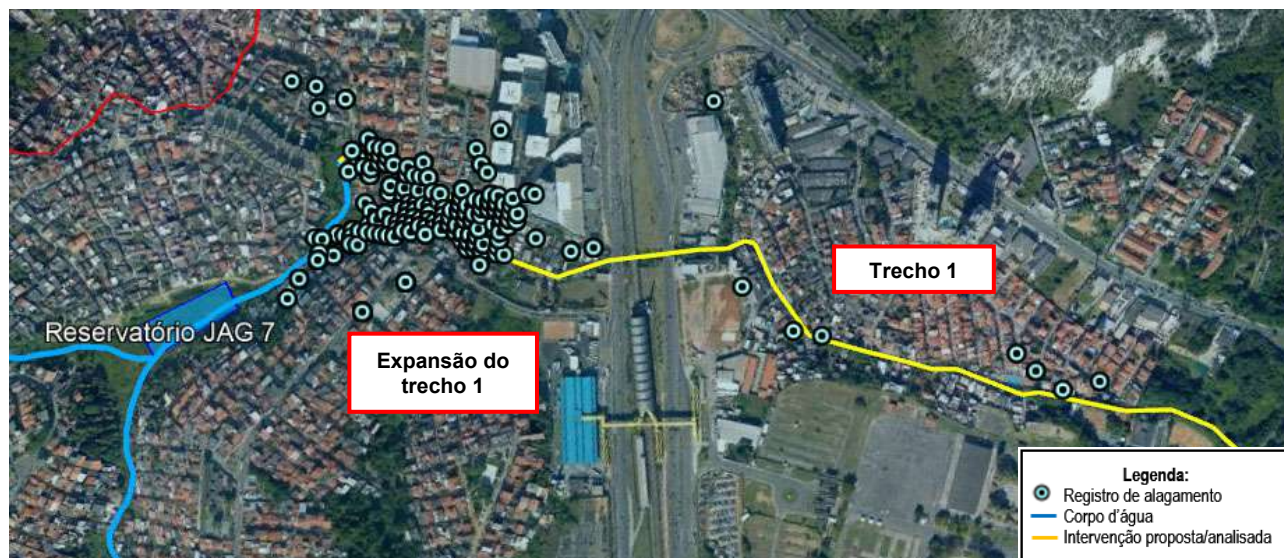 Trecho 1
Reservatório JAG 7
Expansão do
trecho 1
Legenda:
Registro de alagamento
Corpo d'água
Intervenção proposta/analisada